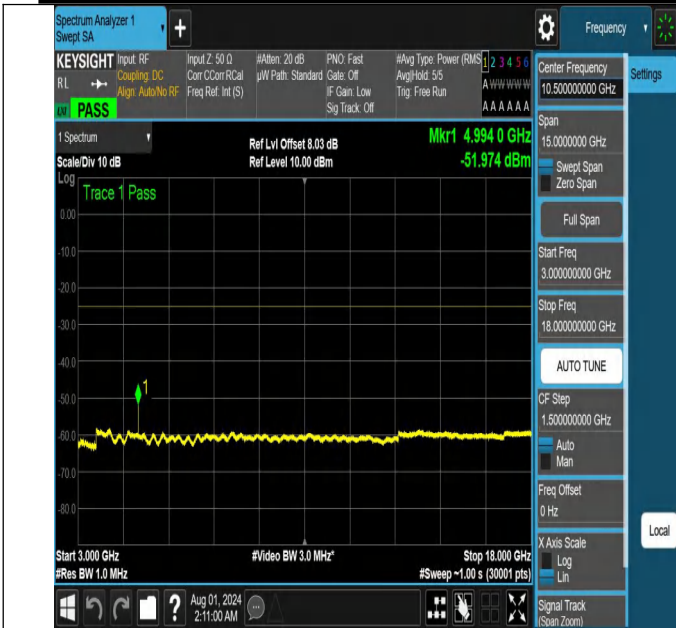 Spectrum Analyzer 1
Swept SA
+
Frequency
KEYSIGHT
RL
PASS
Input: RF
Coupling: DC
Align: Auto/No RF
Input Z: 50 Ω
Corr CCorr RCal
Freq Ref: Int (S)
#Atten: 20 dB
µW Path: Standard
PNO: Fast
Gate: Off
IF Gain: Low
Sig Track: Off
#Avg Type: Power (RMS
Avg|Hold: 5/5
Trig: Free Run
1 2 3 4 5 6
A W W W W W
A A A A A A
1 Spectrum
Scale/Div 10 dB
Log
Ref Lvl Offset 8.03 dB
Ref Level 10.00 dBm
Mkr1 4.994 0 GHz
-51.974 dBm
Trace 1 Pass
0.00
-10.0
-20.0
-30.0
-40.0
-50.0
-60.0
-70.0
-80.0
1
Start 3.000 GHz
#Res BW 1.0 MHz
#Video BW 3.0 MHz*
Stop 18.000 GHz
#Sweep ~1.00 s (30001 pts)
Aug 01, 2024
2:11:00 AM
?
Center Frequency
10.500000000 GHz
Settings
Span
15.0000000 GHz
Swept Span
Zero Span
Full Span
Start Freq
3.000000000 GHz
Stop Freq
18.000000000 GHz
AUTO TUNE
CF Step
1.500000000 GHz
Auto
Man
Freq Offset
0 Hz
X Axis Scale
Log
Lin
Local
Signal Track
(Span Zoom)